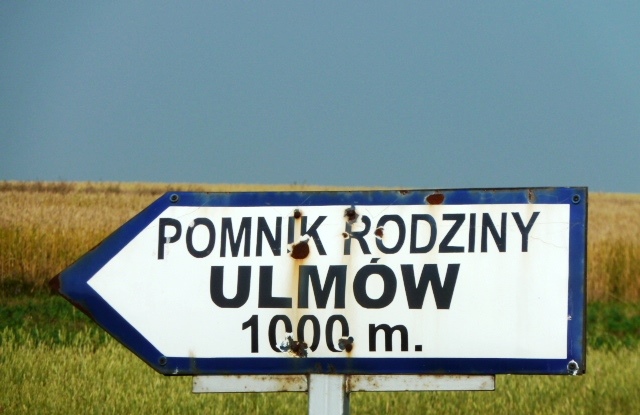 POMNIK RODZINY
ULMÓW
1000 m.